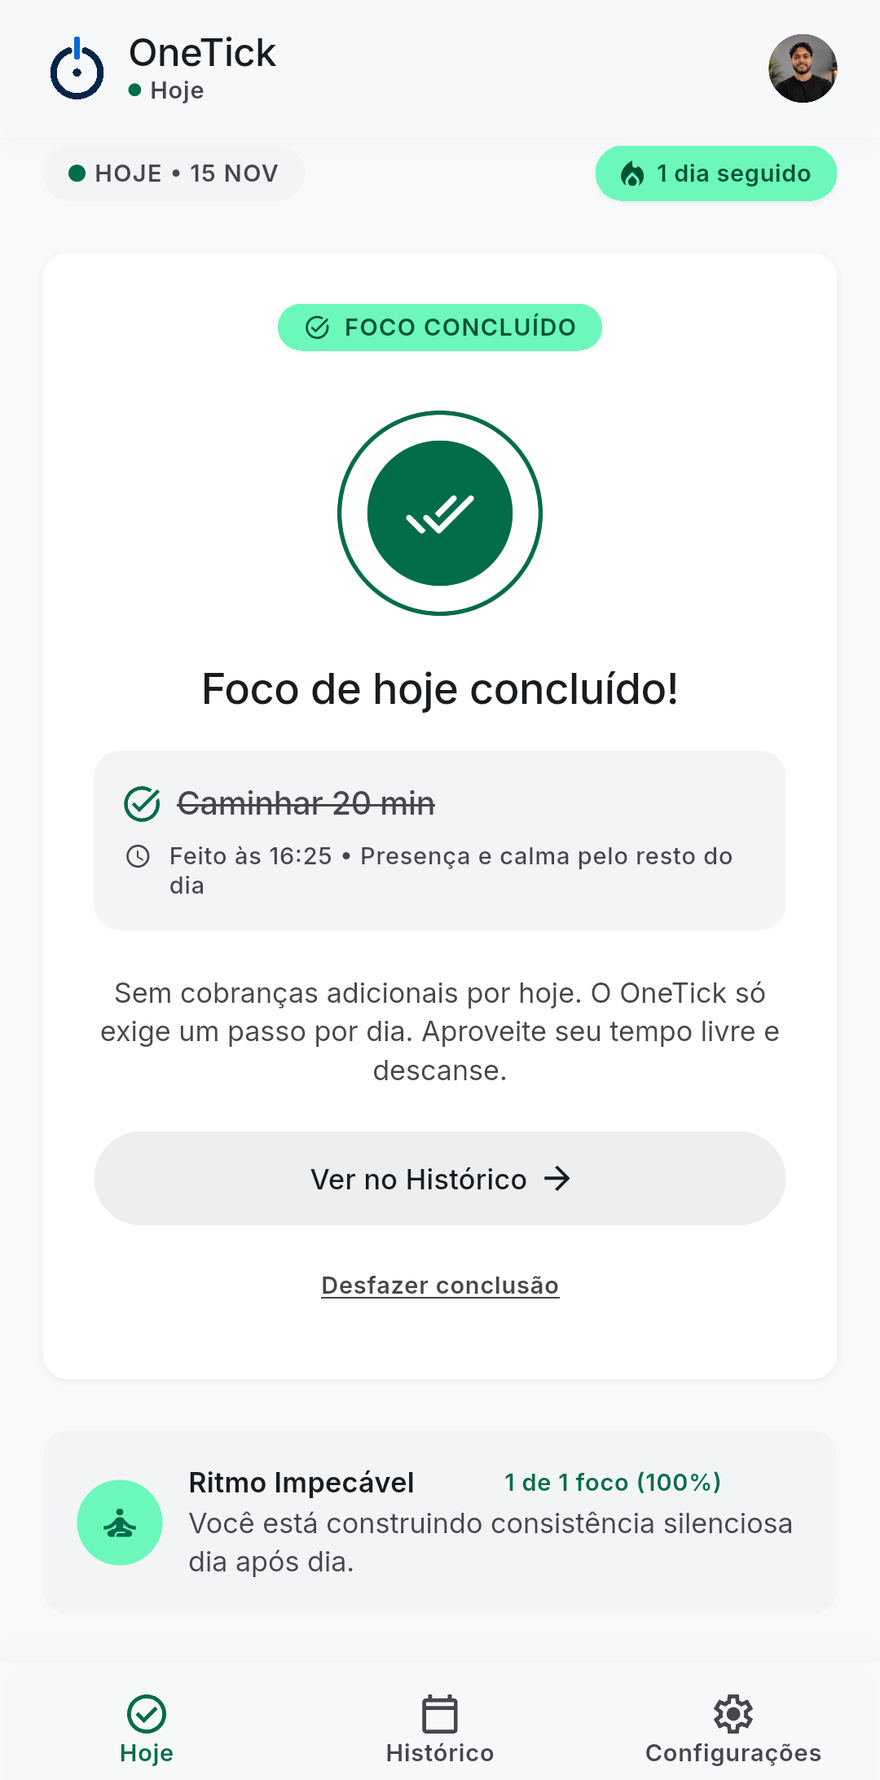 OneTick
Hoje
HOJE • 15 NOV
1 dia seguido
FOCO CONCLUÍDO
Foco de hoje concluído!
Caminhar 20 min
Feito às 16:25 • Presença e calma pelo resto do
dia
Sem cobranças adicionais por hoje. O OneTick só
exige um passo por dia. Aproveite seu tempo livre e
descanse.
Ver no Histórico →
Desfazer conclusão
Ritmo Impecável
1 de 1 foco (100%)
Você está construindo consistência silenciosa
dia após dia.
Hoje
Histórico
Configurações